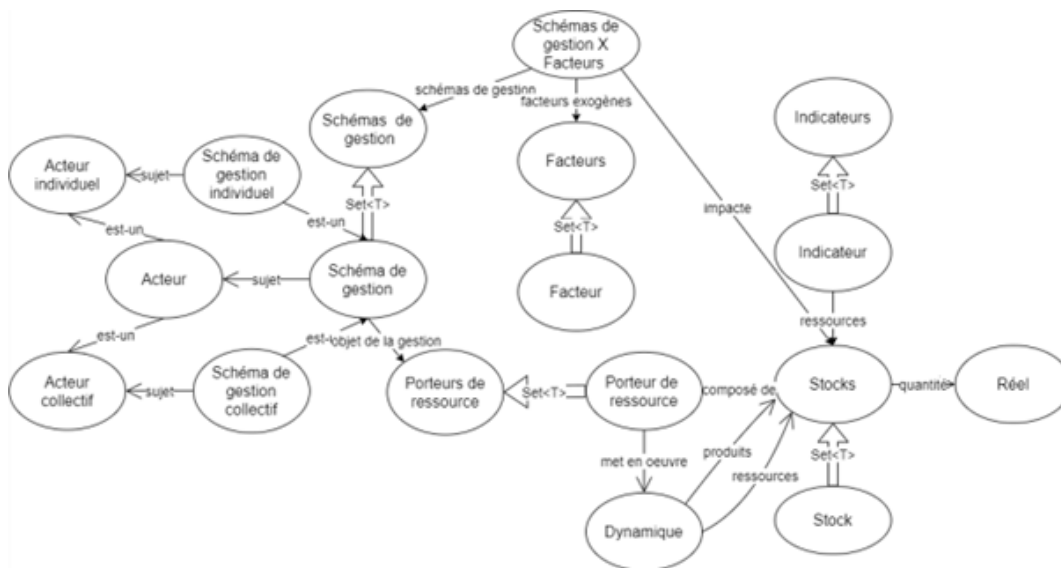 Schémas de
gestion X
Facteurs
schémas de gestion
facteurs exogènes
Schémas de
gestion
Indicateurs
Facteurs
Acteur
individuel
sujet
Schéma de
gestion
individuel
Set<T>
Set<T>
impacte
est-un
Set<T>
est-un
Indicateur
Acteur
sujet
Schéma de
gestion
Facteur
ressources
est-un
est-
objet de la gestion
Acteur
collectif
sujet
Schéma de
gestion
collectif
Porteurs de
ressource
Set<T>
Porteur de
ressource
composé de
Stocks
quantité
Réel
produits
met en oeuvre
ressources
Set<T>
Dynamique
Stock